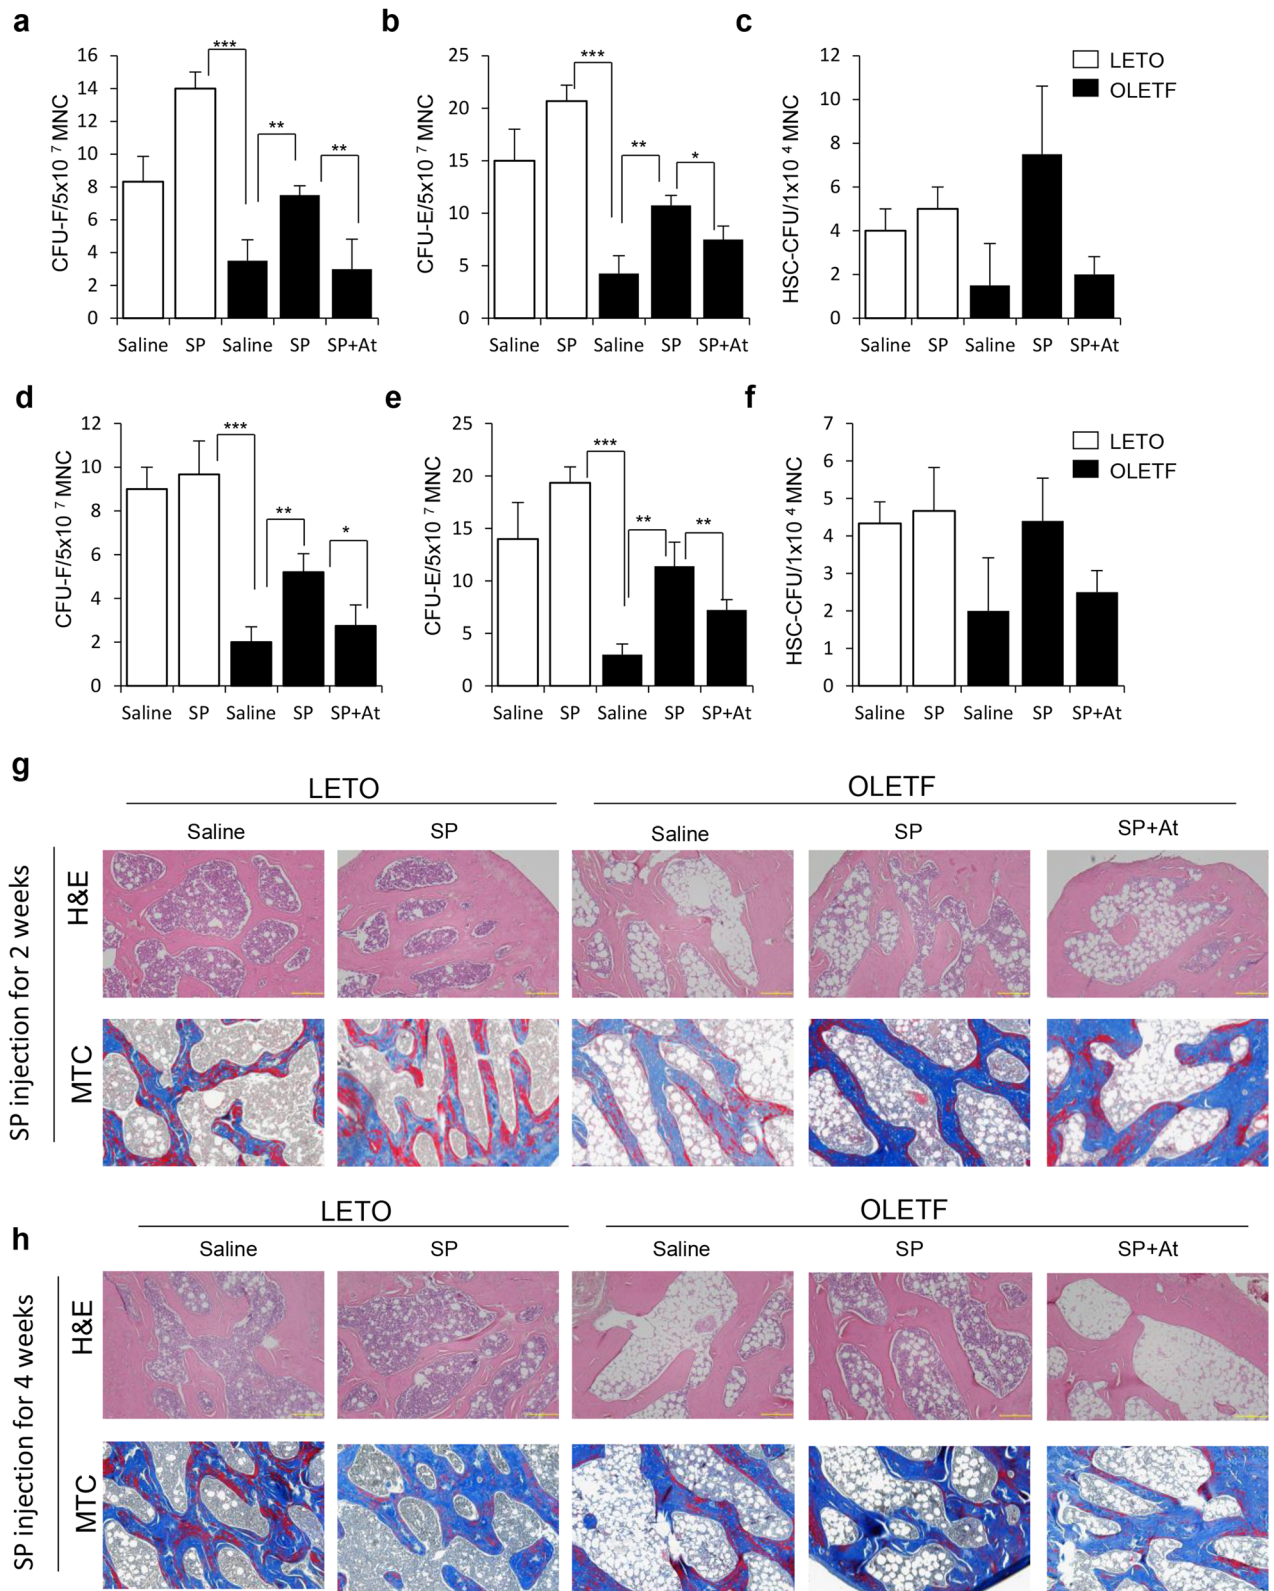 a
CFU-F/5x10 ⁷ MNC
16
14
12
10
8
6
4
2
0
***
**
**
Saline SP Saline SP SP+At
b
CFU-E/5x10 ⁷ MNC
25
20
15
10
5
0
***
**
*
Saline SP Saline SP SP+At
c
HSC-CFU/1x10 ⁴ MNC
12
10
8
6
4
2
0
LETO
OLETF
Saline SP Saline SP SP+At
d
CFU-F/5x10 ⁷ MNC
12
10
8
6
4
2
0
***
**
*
Saline SP Saline SP SP+At
e
CFU-E/5x10 ⁷ MNC
25
20
15
10
5
0
***
**
**
Saline SP Saline SP SP+At
f
HSC-CFU/1x10 ⁴ MNC
7
6
5
4
3
2
1
0
LETO
OLETF
Saline SP Saline SP SP+At
g
LETO OLETF
Saline SP Saline SP SP+At
SP injection for 2 weeks
H&E
MTC
h
LETO OLETF
Saline SP Saline SP SP+At
SP injection for 4 weeks
H&E
MTC